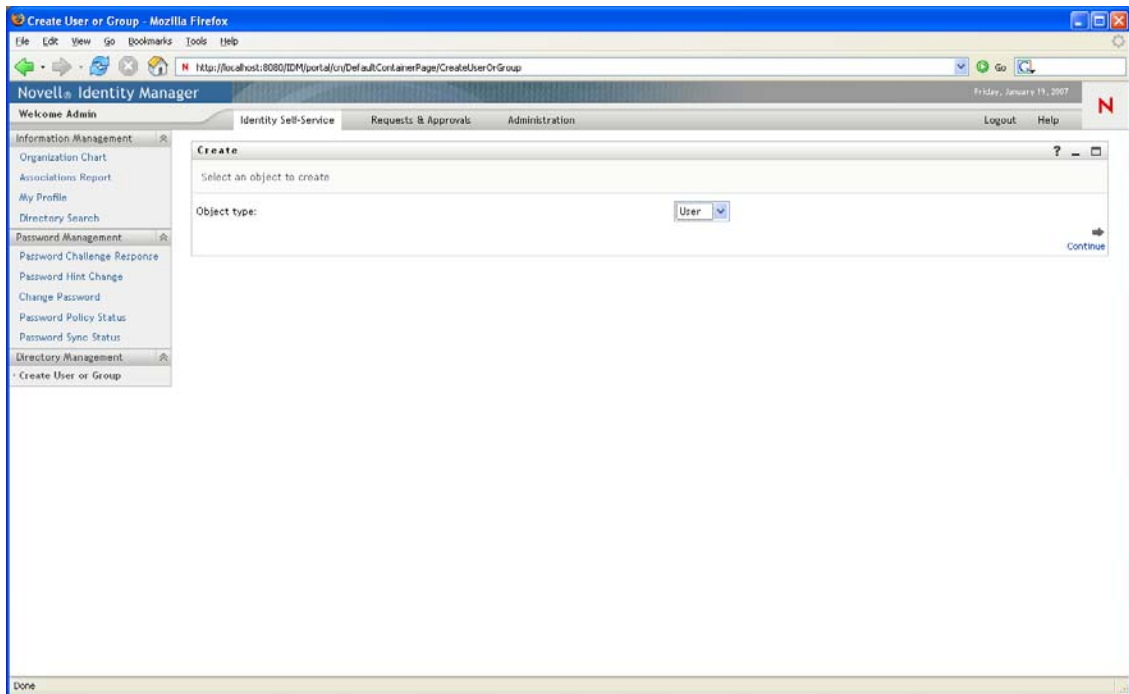 Create User or Group - Mozilla Firefox
File Edit View Go Bookmarks Tools Help
N http://localhost:8080/IDM/portal/cn/DefaultContainerPage/CreateUserOrGroup Go G
Novell® Identity Manager Friday, January 19, 2007
Welcome Admin Identity Self-Service Requests & Approvals Administration Logout Help N
Information Management
Organization Chart
Associations Report
My Profile
Directory Search
Password Management
Password Challenge Response
Password Hint Change
Change Password
Password Policy Status
Password Sync Status
Directory Management
Create User or Group
Create ?
Select an object to create
Object type: User
Continue
Done